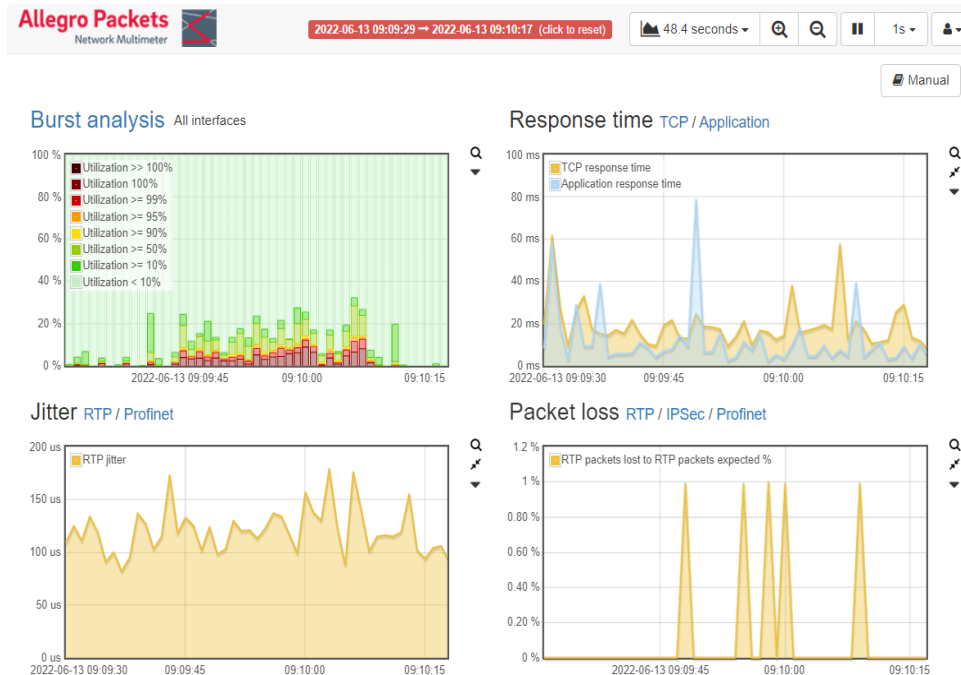 Allegro Packets
Network Multimeter
2022-06-13 09:09:29 → 2022-06-13 09:10:17 (click to reset)
48.4 seconds
1s
Manual
Burst analysis All interfaces
100 %
80 %
60 %
40 %
20 %
0 %
Utilization >> 100%
Utilization 100%
Utilization >= 99%
Utilization >= 95%
Utilization >= 90%
Utilization >= 50%
Utilization >= 10%
Utilization < 10%
2022-06-13 09:09:45 09:10:00 09:10:15
Response time TCP / Application
100 ms
80 ms
60 ms
40 ms
20 ms
0 ms
TCP response time
Application response time
2022-06-13 09:09:30 09:09:45 09:10:00 09:10:15
Jitter RTP / Profinet
200 us
150 us
100 us
50 us
0 us
RTP jitter
2022-06-13 09:09:30 09:09:45 09:10:00 09:10:15
Packet loss RTP / IPSec / Profinet
1.2 %
1 %
0.80 %
0.60 %
0.40 %
0.20 %
0 %
RTP packets lost to RTP packets expected %
2022-06-13 09:09:45 09:10:00 09:10:15